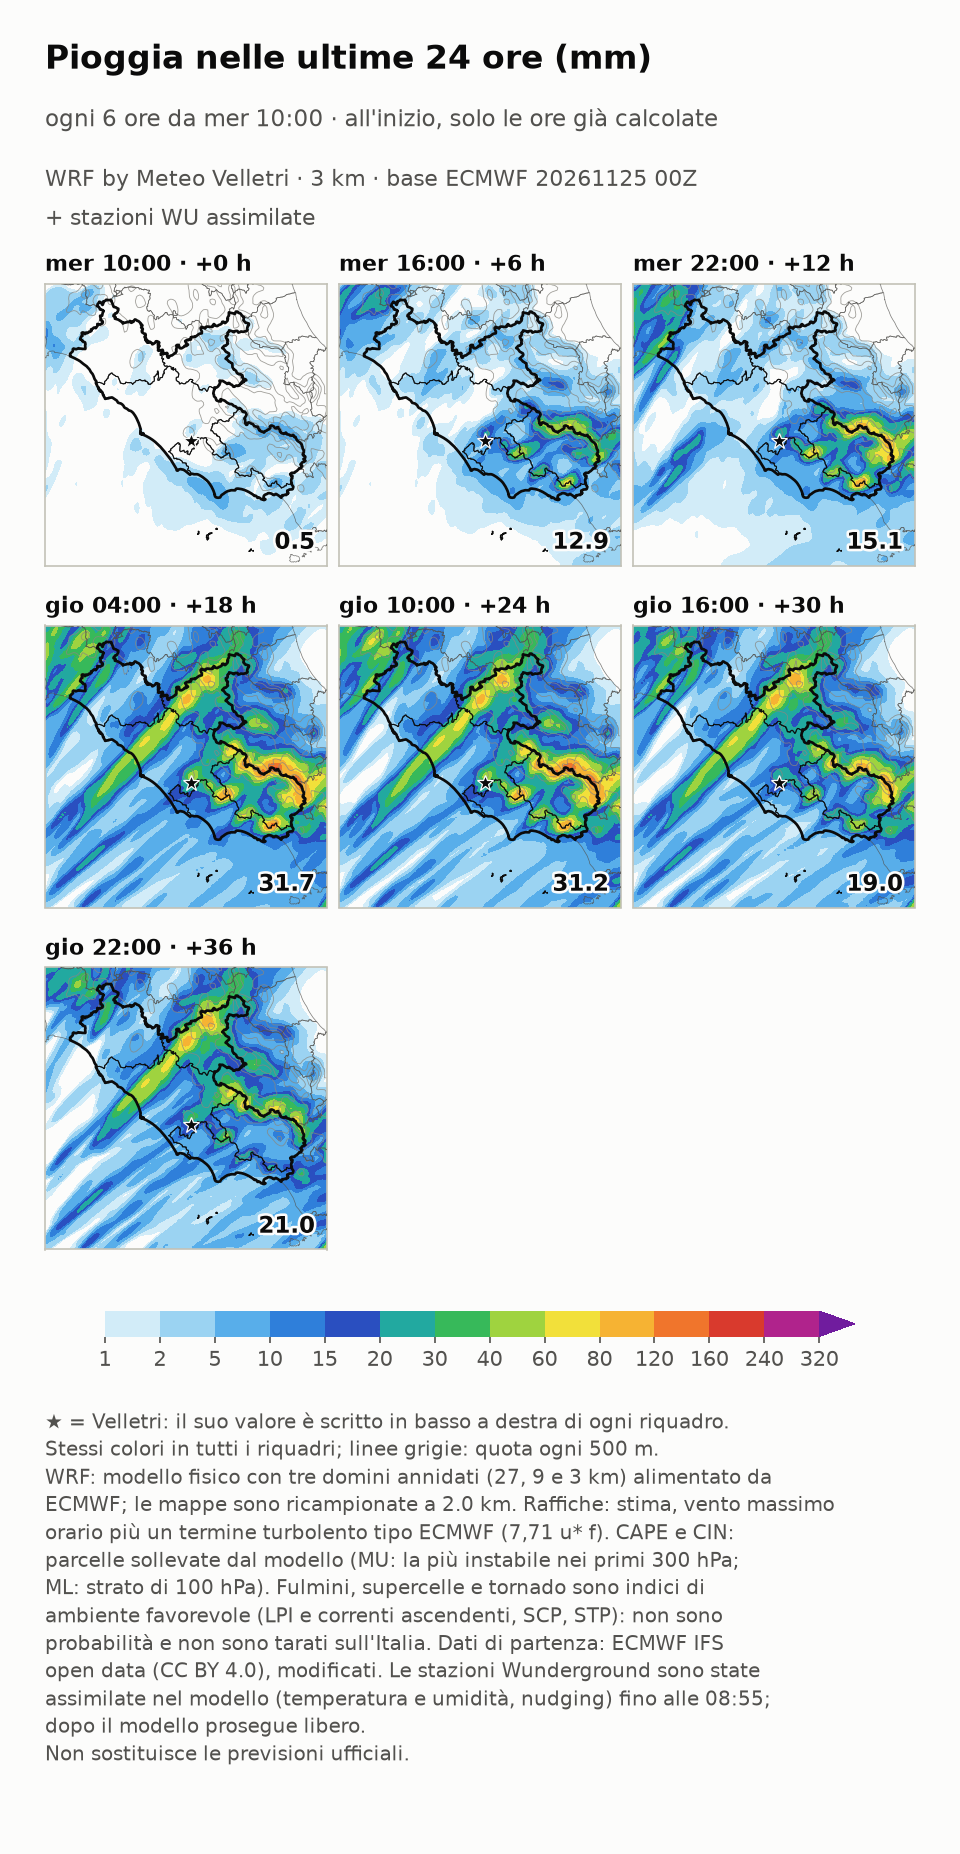 Pioggia nelle ultime 24 ore (mm)
ogni 6 ore da mer 10:00 · all'inizio, solo le ore già calcolate
WRF by Meteo Velletri · 3 km · base ECMWF 20261125 00Z
+ stazioni WU assimilate
mer 10:00 · +0 h
mer 16:00 · +6 h
mer 22:00 · +12 h
0.5
12.9
15.1
gio 04:00 · +18 h
gio 10:00 · +24 h
gio 16:00 · +30 h
31.7
31.2
19.0
gio 22:00 · +36 h
21.0
1 2 5 10 15 20 30 40 60 80 120 160 240 320
★ = Velletri: il suo valore è scritto in basso a destra di ogni riquadro.
Stessi colori in tutti i riquadri; linee grigie: quota ogni 500 m.
WRF: modello fisico con tre domini annidati (27, 9 e 3 km) alimentato da
ECMWF; le mappe sono ricampionate a 2.0 km. Raffiche: stima, vento massimo
orario più un termine turbolento tipo ECMWF (7,71 u* f). CAPE e CIN:
parcelle sollevate dal modello (MU: la più instabile nei primi 300 hPa;
ML: strato di 100 hPa). Fulmini, supercelle e tornado sono indici di
ambiente favorevole (LPI e correnti ascendenti, SCP, STP): non sono
probabilità e non sono tarati sull'Italia. Dati di partenza: ECMWF IFS
open data (CC BY 4.0), modificati. Le stazioni Wunderground sono state
assimilate nel modello (temperatura e umidità, nudging) fino alle 08:55;
dopo il modello prosegue libero.
Non sostituisce le previsioni ufficiali.